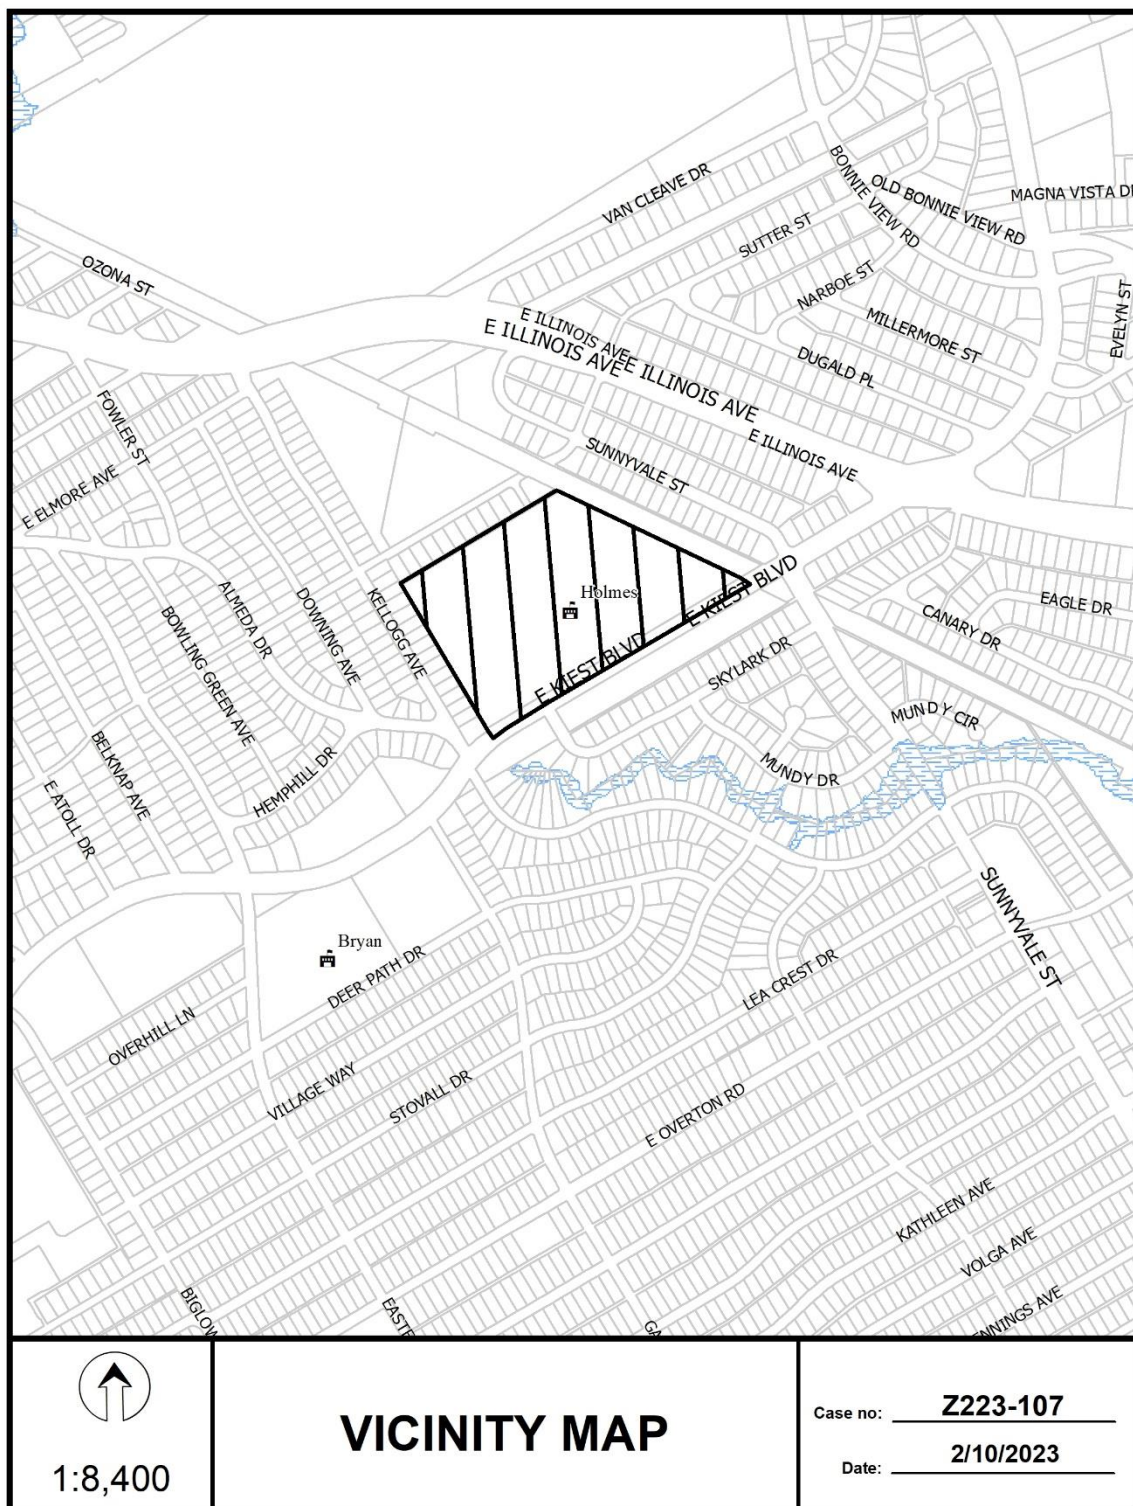 VAN CLEAVE DR
BONNIE VIEW RD
OLD BONNIE VIEW RD
MAGNA VISTA
SUTTER ST
OZONA ST
NARBOE ST
EVELYN ST
E ILLINOIS AVE
E ILLINOIS AVE
E ILLINOIS AVE
MILLERMORE ST
DUGALD PL
FOWLER ST
E ILLINOIS AVE
SUNNYVALE ST
E ELMORE AVE
ALMEDA DR
DOWNING AVE
KELLOGG AVE
Holmes
E KIEST BLVD
E KIEST BLVD
EAGLE DR
CANARY DR
BOWLING GREEN AVE
SKYLARK DR
MUNDY CIR
BELKNAP AVE
HEMPHILL DR
MUNDY DR
E ATOLL DR
SUNNYVALE ST
Bryan
DEER PATH DR
LEA CREST DR
OVERHILL LN
VILLAGE WAY
STOVALL DR
E OVERTON RD
KATHLEEN AVE
VOLGA AVE
NNINGS AVE
BIGLOW
EAST
GA
1:8,400
VICINITY MAP
Case no: Z223-107
Date: 2/10/2023